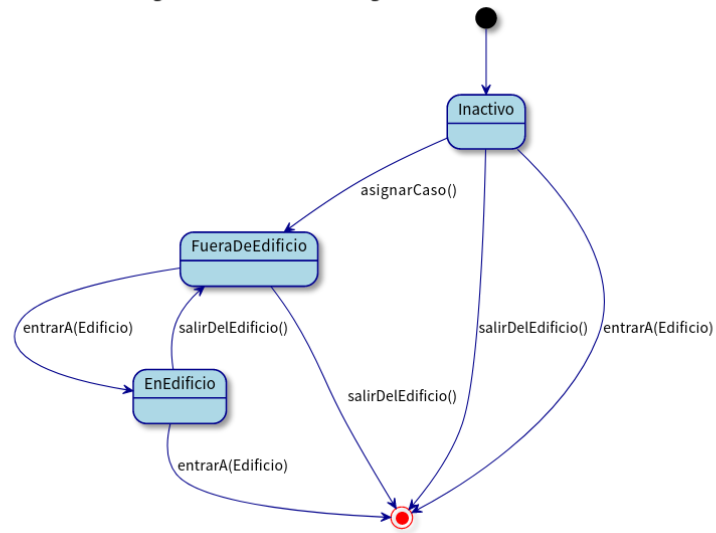 Inactivo
asignarCaso()
FueraDeEdificio
entrarA(Edificio)
salirDelEdificio()
salirDelEdificio()
entrarA(Edificio)
EnEdificio
salirDelEdificio()
entrarA(Edificio)